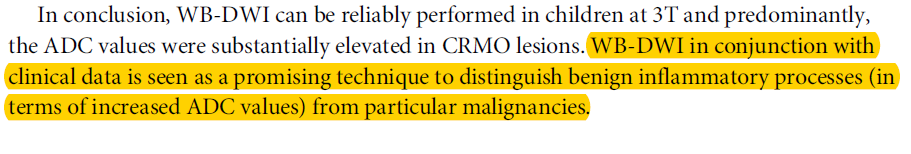 In conclusion, WB-DWI can be reliably performed in children at 3T and predominantly,
the ADC values were substantially elevated in CRMO lesions. WB-DWI in conjunction with
clinical data is seen as a promising technique to distinguish benign inflammatory processes (in
terms of increased ADC values) from particular malignancies.